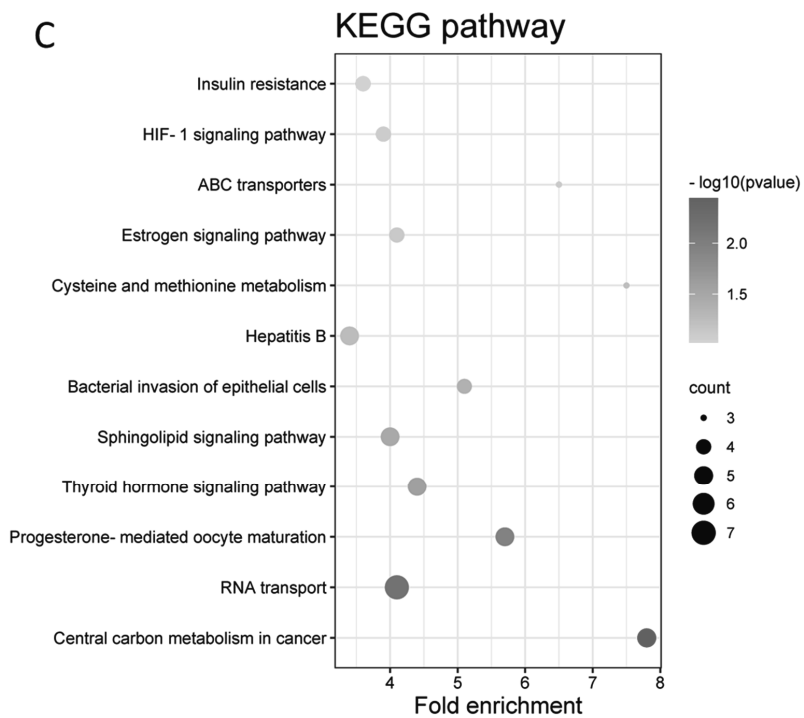 C
KEGG pathway
Insulin resistance
HIF- 1 signaling pathway
ABC transporters
Estrogen signaling pathway
Cysteine and methionine metabolism
Hepatitis B
Bacterial invasion of epithelial cells
Sphingolipid signaling pathway
Thyroid hormone signaling pathway
Progesterone- mediated oocyte maturation
RNA transport
Central carbon metabolism in cancer
4 5 6 7 8
Fold enrichment
- log10(pvalue)
2.0
1.5
count
3
4
5
6
7